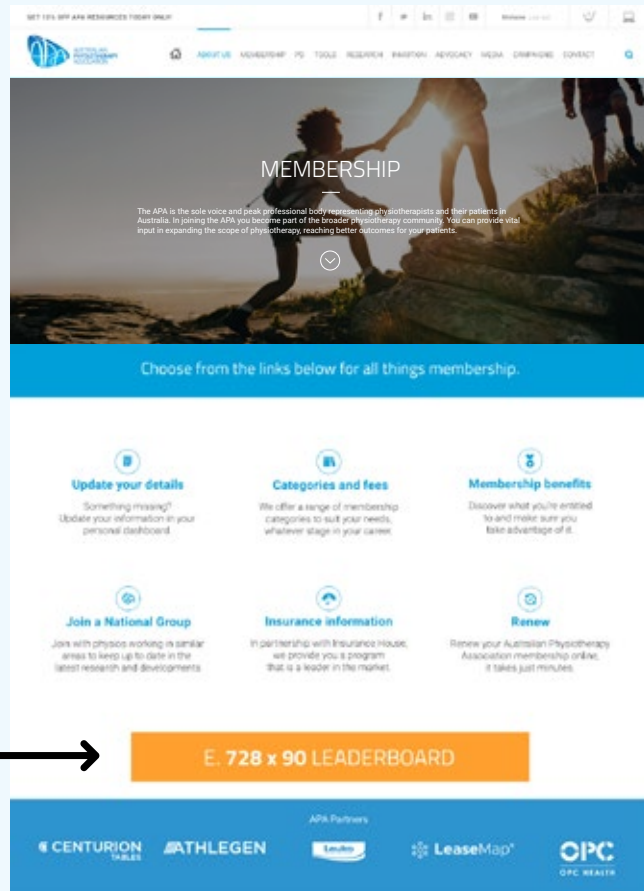 GET 10% OFF APA RESOURCES TODAY ONLY!
AUSTRALIAN
PHYSIOTHERAPY
ASSOCIATION
ABOUT US MEMBERSHIP PD TOOLS RESEARCH ADVOCACY MEDIA CAMPAIGNS CONTACT
MEMBERSHIP
The APA is the sole voice and peak professional body representing physiotherapists and their patients in
Australia. In joining the APA you become part of the broader physiotherapy community. You can provide vital
input in expanding the scope of physiotherapy, reaching better outcomes for your patients.
Choose from the links below for all things membership.
Update your details
Something missing?
Update your information in your
personal dashboard.
Categories and fees
We offer a range of membership
categories to suit your needs,
whatever stage in your career.
Membership benefits
Discover what you're entitled
to and make sure you
take advantage of it.
Join a National Group
Join with physios working in similar
areas to keep up to date in the
latest research and developments.
Insurance information
In partnership with Insurance House,
we provide you a program
that is a leader in the market.
Renew
Renew your Australian Physiotherapy
Association membership online,
it takes just minutes.
E. 728 x 90 LEADERBOARD
APA Partners
CENTURION
TABLES
ATHLEGEN
Leuko
LeaseMap
OPC
OPC HEALTH